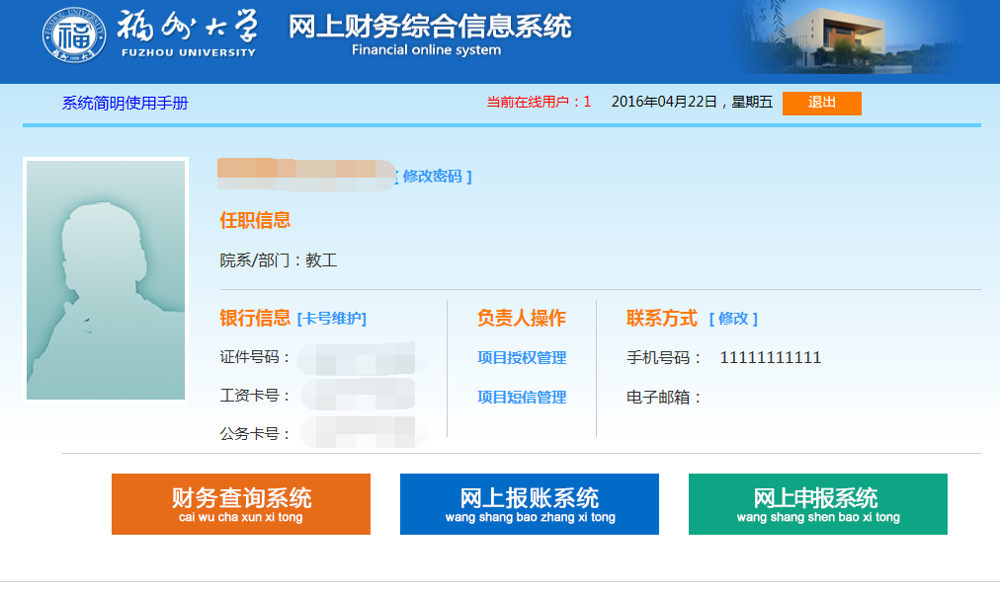 福州大学
FUZHOU UNIVERSITY
网上财务综合信息系统
Financial online system
系统简明使用手册
当前在线用户：1
2016年04月22日，星期五
退出
[ 修改密码 ]
任职信息
院系/部门：教工
银行信息 [卡号维护]
证件号码：
工资卡号：
公务卡号：
负责人操作
项目授权管理
项目短信管理
联系方式 [ 修改 ]
手机号码： 11111111111
电子邮箱：
财务查询系统
cai wu cha xun xi tong
网上报账系统
wang shang bao zhang xi tong
网上申报系统
wang shang shen bao xi tong